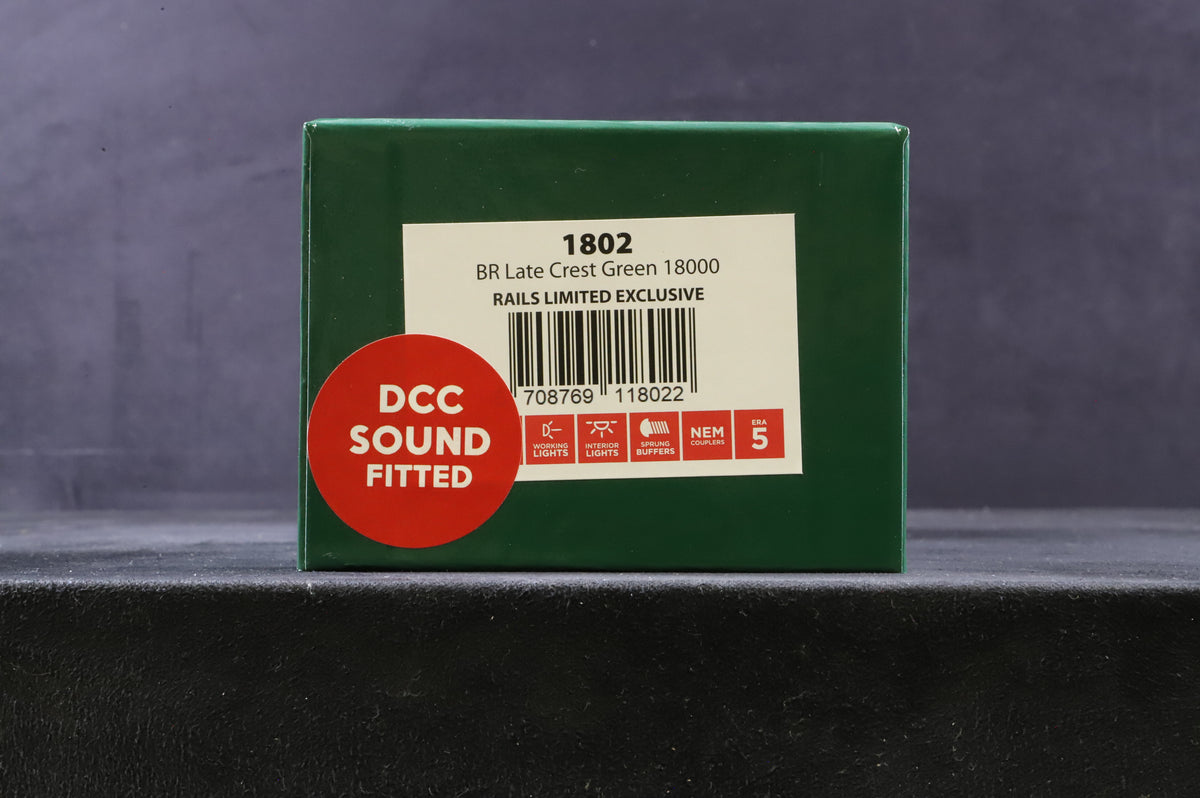 1802
BR Late Crest Green 18000
RAILS LIMITED EXCLUSIVE
708769 118022
DCC
SOUND
FITTED
WORKING
LIGHTS
INTERIOR
LIGHTS
SPRUNG
BUFFERS
NEM
COUPLERS
ERA
5